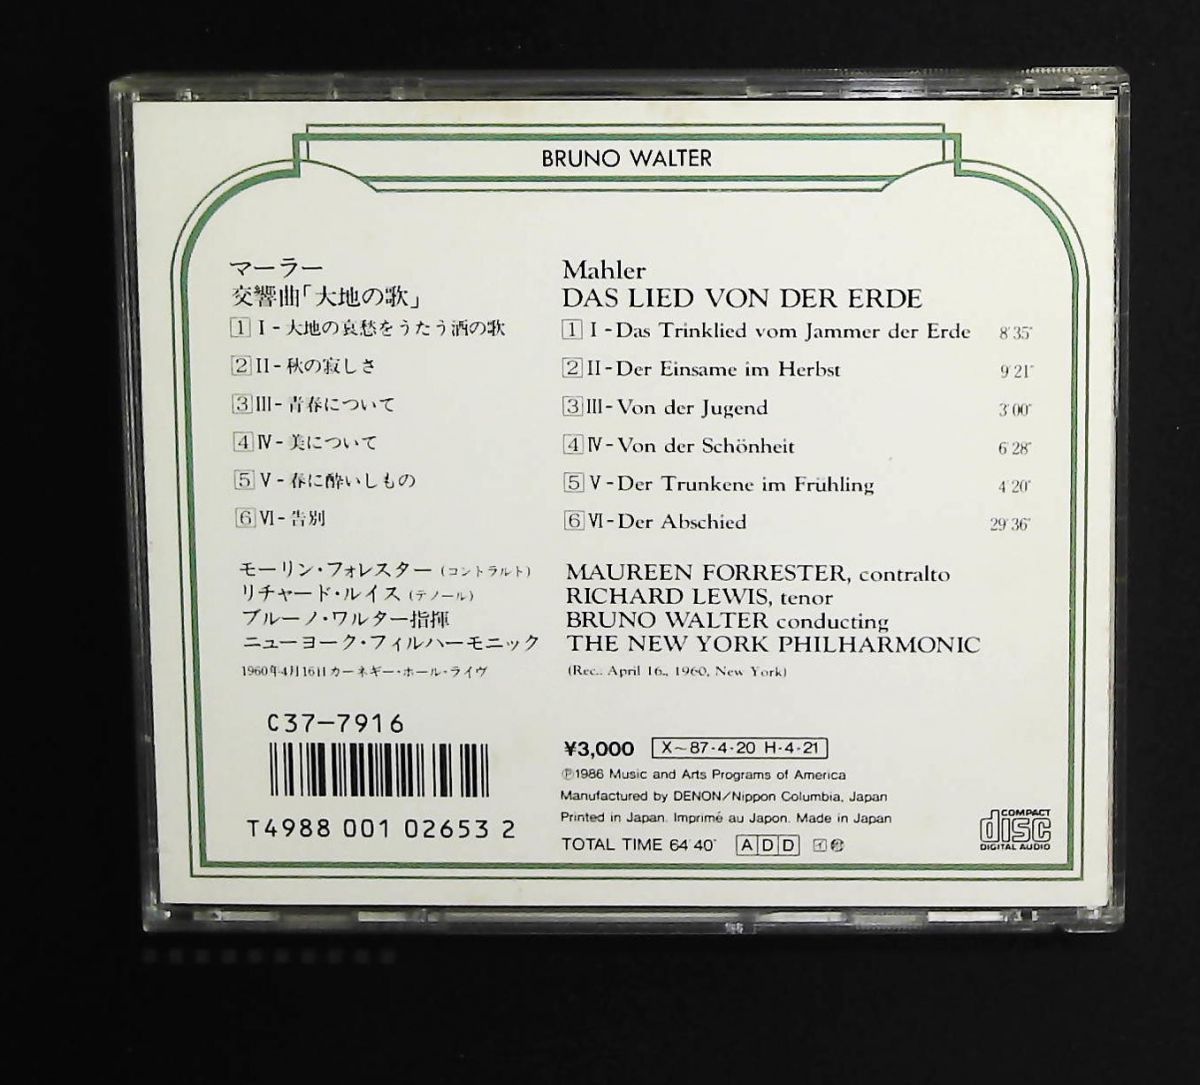 BRUNO WALTER
マーラー
交響曲「大地の歌」
1 I-大地の哀愁をうたう酒の歌
2 II-秋の寂しさ
3 III-青春について
4 IV-美について
5 V-春に酔いしもの
6 VI-告別
モーリン・フォレスター(コントラルト)
リチャード・ルイス(テノール)
ブルーノ・ワルター指揮
ニューヨーク・フィルハーモニック
1960年4月16日カーネギー・ホール・ライヴ
Mahler
DAS LIED VON DER ERDE
1 I-Das Trinklied vom Jammer der Erde 8'35"
2 II-Der Einsame im Herbst 9'21"
3 III-Von der Jugend 3'00"
4 IV-Von der Schönheit 6'28"
5 V-Der Trunkene im Frühling 4'20"
6 VI-Der Abschied 29'36"
MAUREEN FORRESTER, contralto
RICHARD LEWIS, tenor
BRUNO WALTER conducting
THE NEW YORK PHILHARMONIC
(Rec.. April 16., 1960, New York)
C37-7916
T4988 001 02653 2
¥3,000 X~87・4・20 H・4・21
Ⓟ1986 Music and Arts Programs of America
Manufactured by DENON/Nippon Columbia, Japan
Printed in Japan. Imprimé au Japon. Made in Japan
TOTAL TIME 64'40" ADD
COMPACT
disc
DIGITAL AUDIO